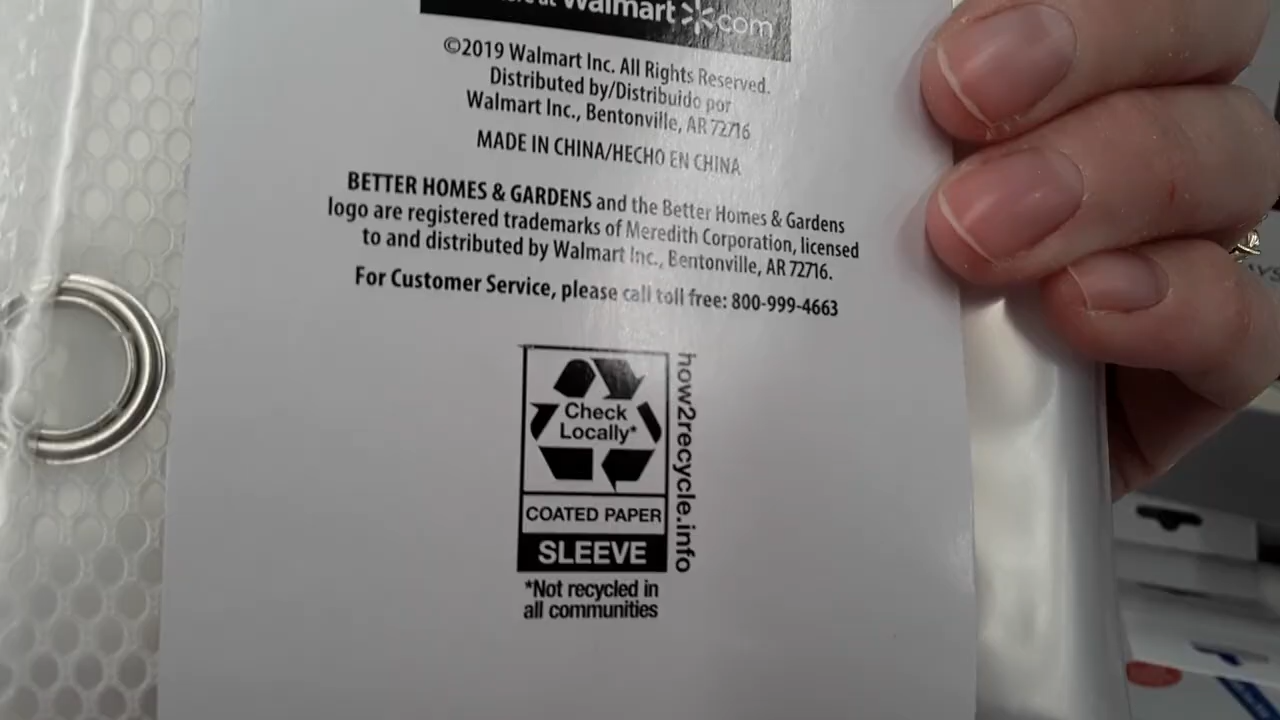 Walmart com
©2019 Walmart Inc. All Rights Reserved.
Distributed by/Distribuido por
Walmart Inc., Bentonville, AR 72716
MADE IN CHINA/HECHO EN CHINA
BETTER HOMES & GARDENS and the Better Homes & Gardens
logo are registered trademarks of Meredith Corporation, licensed
to and distributed by Walmart Inc., Bentonville, AR 72716.
For Customer Service, please call toll free: 800-999-4663
Check
Locally*
COATED PAPER
SLEEVE
how2recycle.info
*Not recycled in
all communities